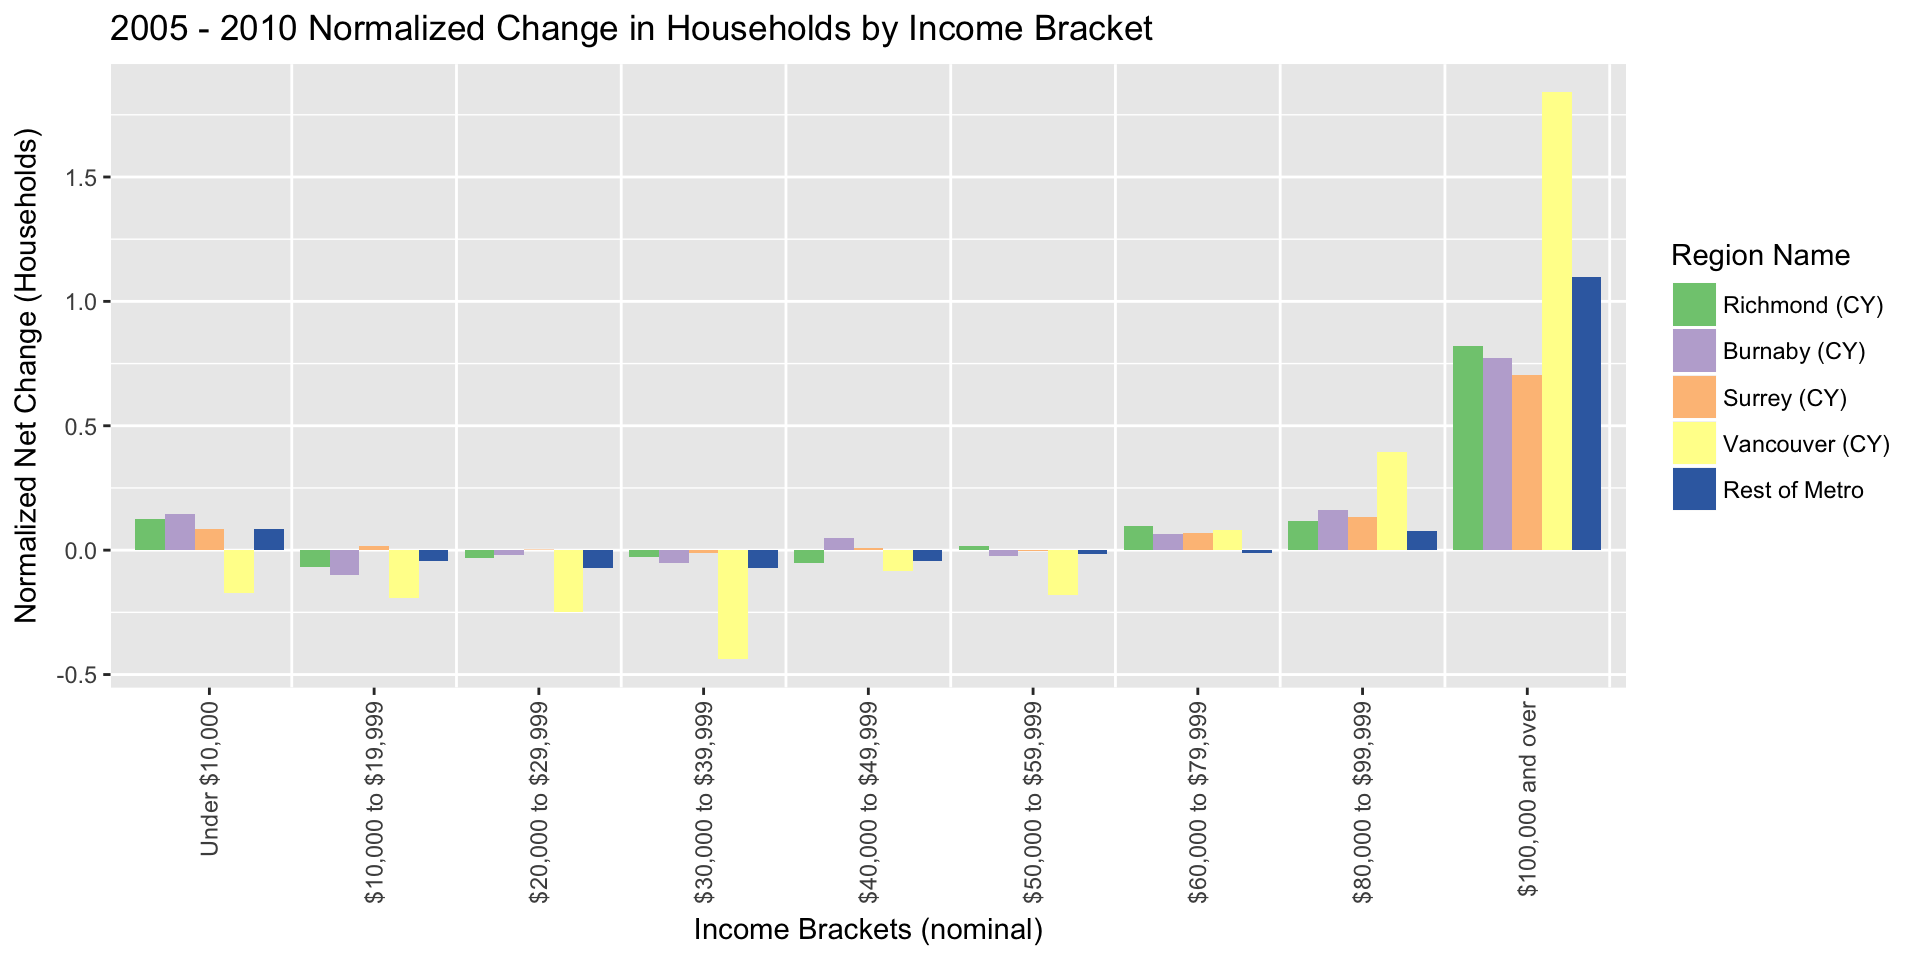 2005 - 2010 Normalized Change in Households by Income Bracket
Normalized Net Change (Households)
1.5
1.0
0.5
0.0
-0.5
Under $10,000
$10,000 to $19,999
$20,000 to $29,999
$30,000 to $39,999
$40,000 to $49,999
$50,000 to $59,999
$60,000 to $79,999
$80,000 to $99,999
$100,000 and over
Income Brackets (nominal)
Region Name
Richmond (CY)
Burnaby (CY)
Surrey (CY)
Vancouver (CY)
Rest of Metro